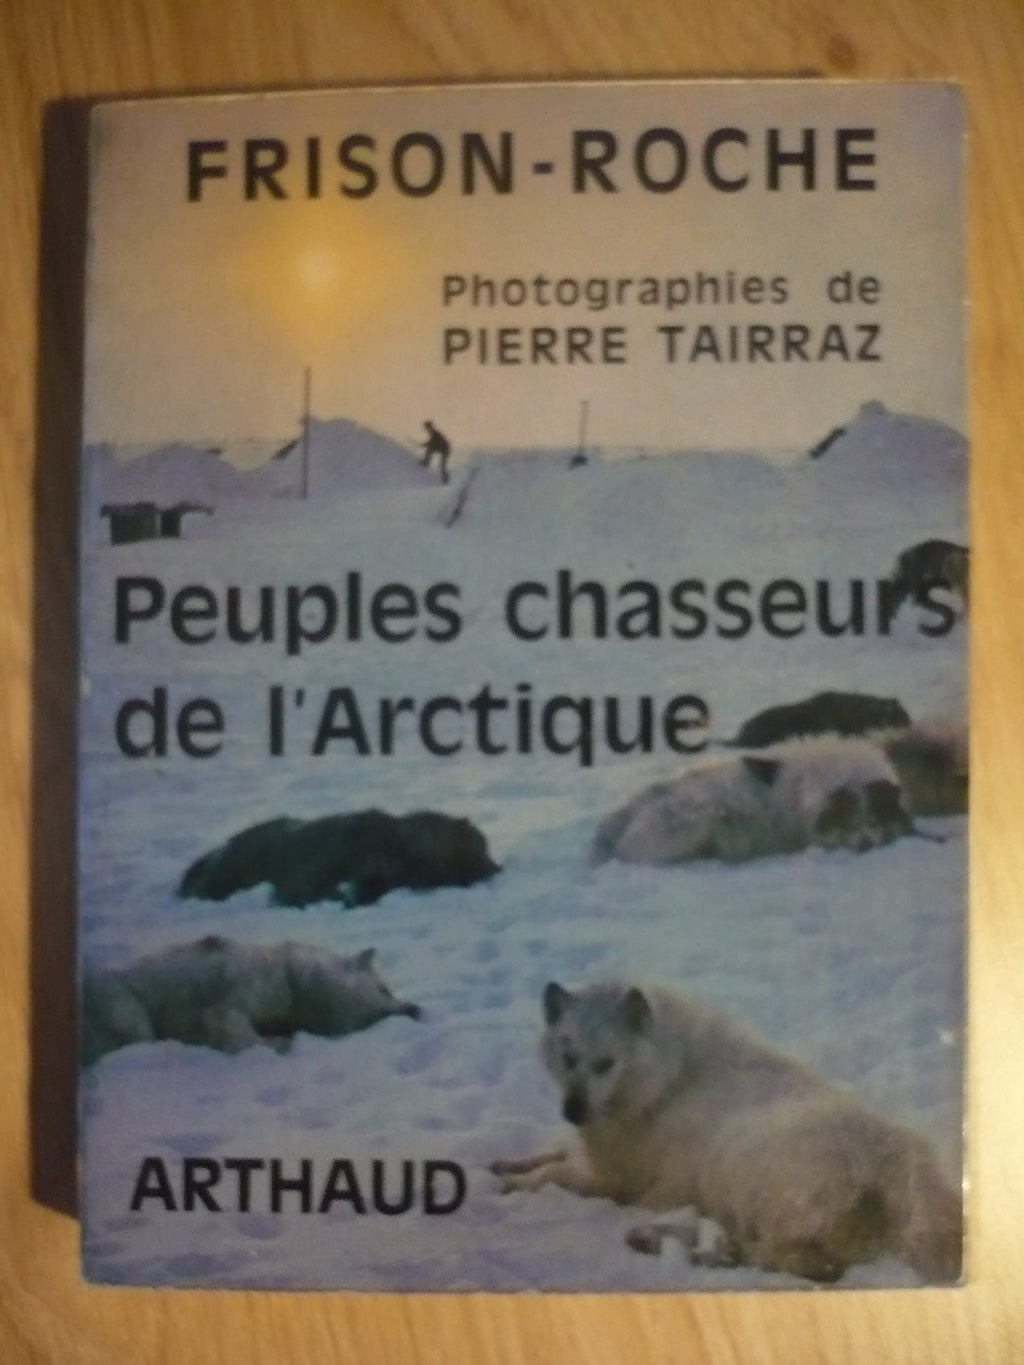 FRISON-ROCHE
Photographies de
PIERRE TAIRRAZ
Peuples chasseurs
de l'Arctique
ARTHAUD